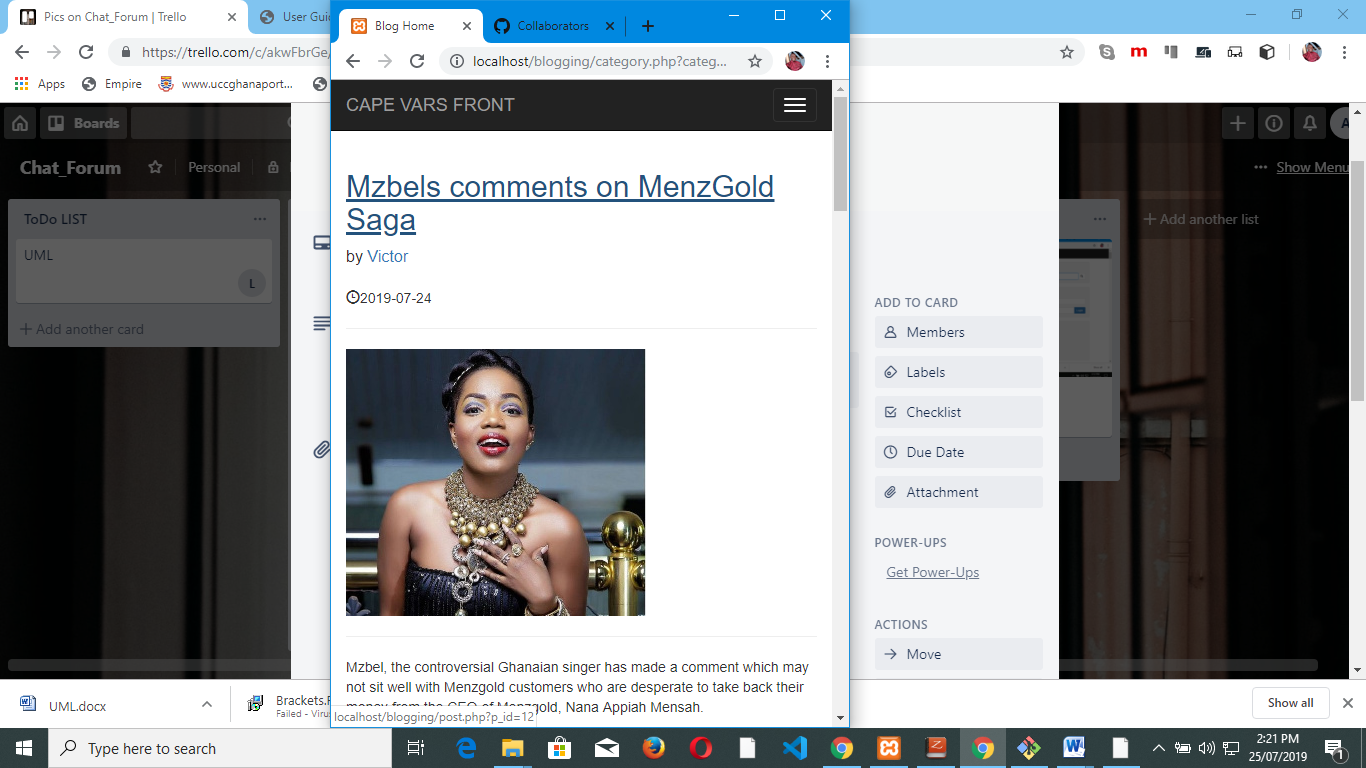 Pics on Chat_Forum | Trello
User Gui
Blog Home
Collaborators
https://trello.com/c/akwFbrGe/
localhost/blogging/category.php?categ...
Apps
Empire
www.uccghanaport...
CAPE VARS FRONT
Boards
Chat_Forum
Personal
Show Menu
ToDo LIST
UML
L
Add another card
Add another list
Mzbels comments on MenzGold
Saga
by Victor
2019-07-24
Mzbel, the controversial Ghanaian singer has made a comment which may
not sit well with Menzgold customers who are desperate to take back their
money from the CEO of Menzgold, Nana Appiah Mensah.
localhost/blogging/post.php?p_id=12
ADD TO CARD
Members
Labels
Checklist
Due Date
Attachment
POWER-UPS
Get Power-Ups
ACTIONS
Move
UML.docx
Brackets.R
Failed - Virus
Show all
Type here to search
2:21 PM
25/07/2019
1